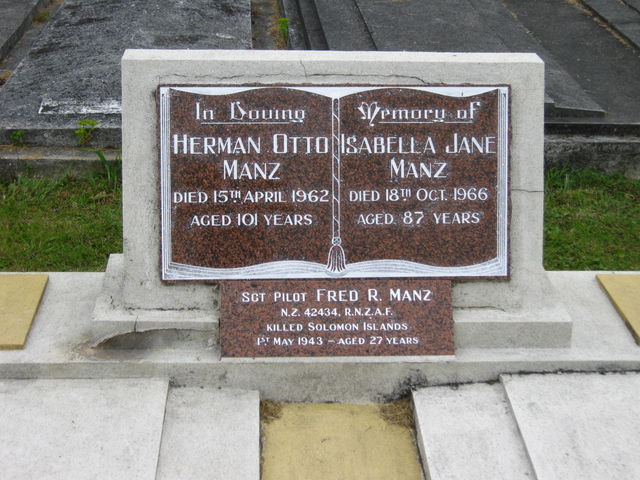 In Loving Memory of
HERMAN OTTO
MANZ
DIED 15TH APRIL 1962
AGED 101 YEARS
ISABELLA JANE
MANZ
DIED 18TH OCT. 1966
AGED 87 YEARS
SGT PILOT FRED R. MANZ
N.Z. 42434, R.N.Z.A.F.
KILLED SOLOMON ISLANDS
1ST MAY 1943 – AGED 27 YEARS